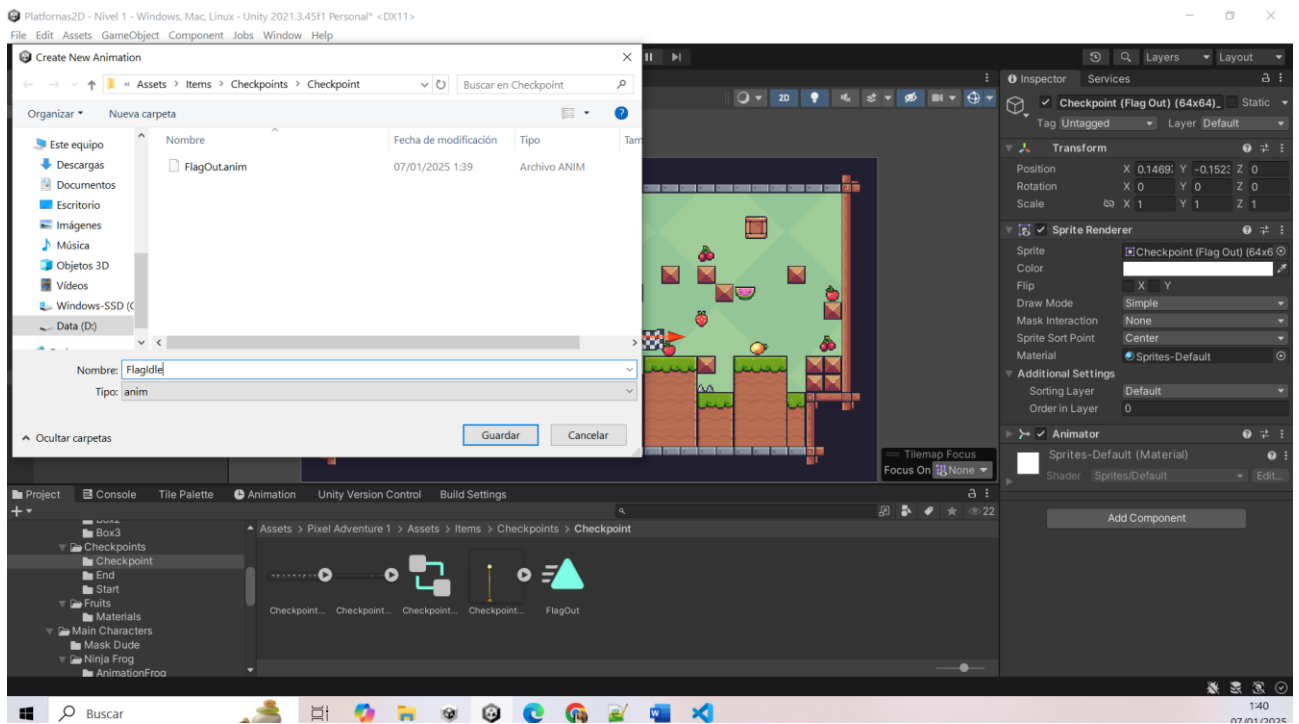 Platfornas2D - Nivel 1 - Windows, Mac, Linux - Unity 2021.3.45f1 Personal* <DX11>
File Edit Assets GameObject Component Jobs Window Help
Create New Animation
Layers Layout
« Assets > Items > Checkpoints > Checkpoint Buscar en Checkpoint
Inspector Services
Organizar Nueva carpeta
2D
Checkpoint (Flag Out) (64x64)_ Static
Tag Untagged Layer Default
Este equipo Nombre Fecha de modificación Tipo Tam
Transform
Descargas FlagOut.anim 07/01/2025 1:39 Archivo ANIM
Position X 0.1469 Y -0.1523 Z 0
Documentos
Rotation X 0 Y 0 Z 0
Escritorio
Scale X 1 Y 1 Z 1
Imágenes
Sprite Renderer
Música
Sprite Checkpoint (Flag Out) (64x6
Objetos 3D
Color
Vídeos
Flip X Y
Windows-SSD (C
Draw Mode Simple
Data (D:)
Mask Interaction None
Sprite Sort Point Center
Material Sprites-Default
Nombre: FlagIdle
Additional Settings
Tipo: anim
Sorting Layer Default
Order in Layer 0
Ocultar carpetas Guardar Cancelar
Animator
Tilemap Focus
Sprites-Default (Material)
Focus On None
Shader Sprites/Default Edit...
Project Console Tile Palette Animation Unity Version Control Build Settings
22
Add Component
Box2
Box3
Assets > Pixel Adventure 1 > Assets > Items > Checkpoints > Checkpoint
Checkpoints
Checkpoint
End
Start
Fruits
Checkpoint... Checkpoint... Checkpoint... Checkpoint... FlagOut
Materials
Main Characters
Mask Dude
Ninja Frog
AnimationFrog
Buscar
1:40
07/01/2025